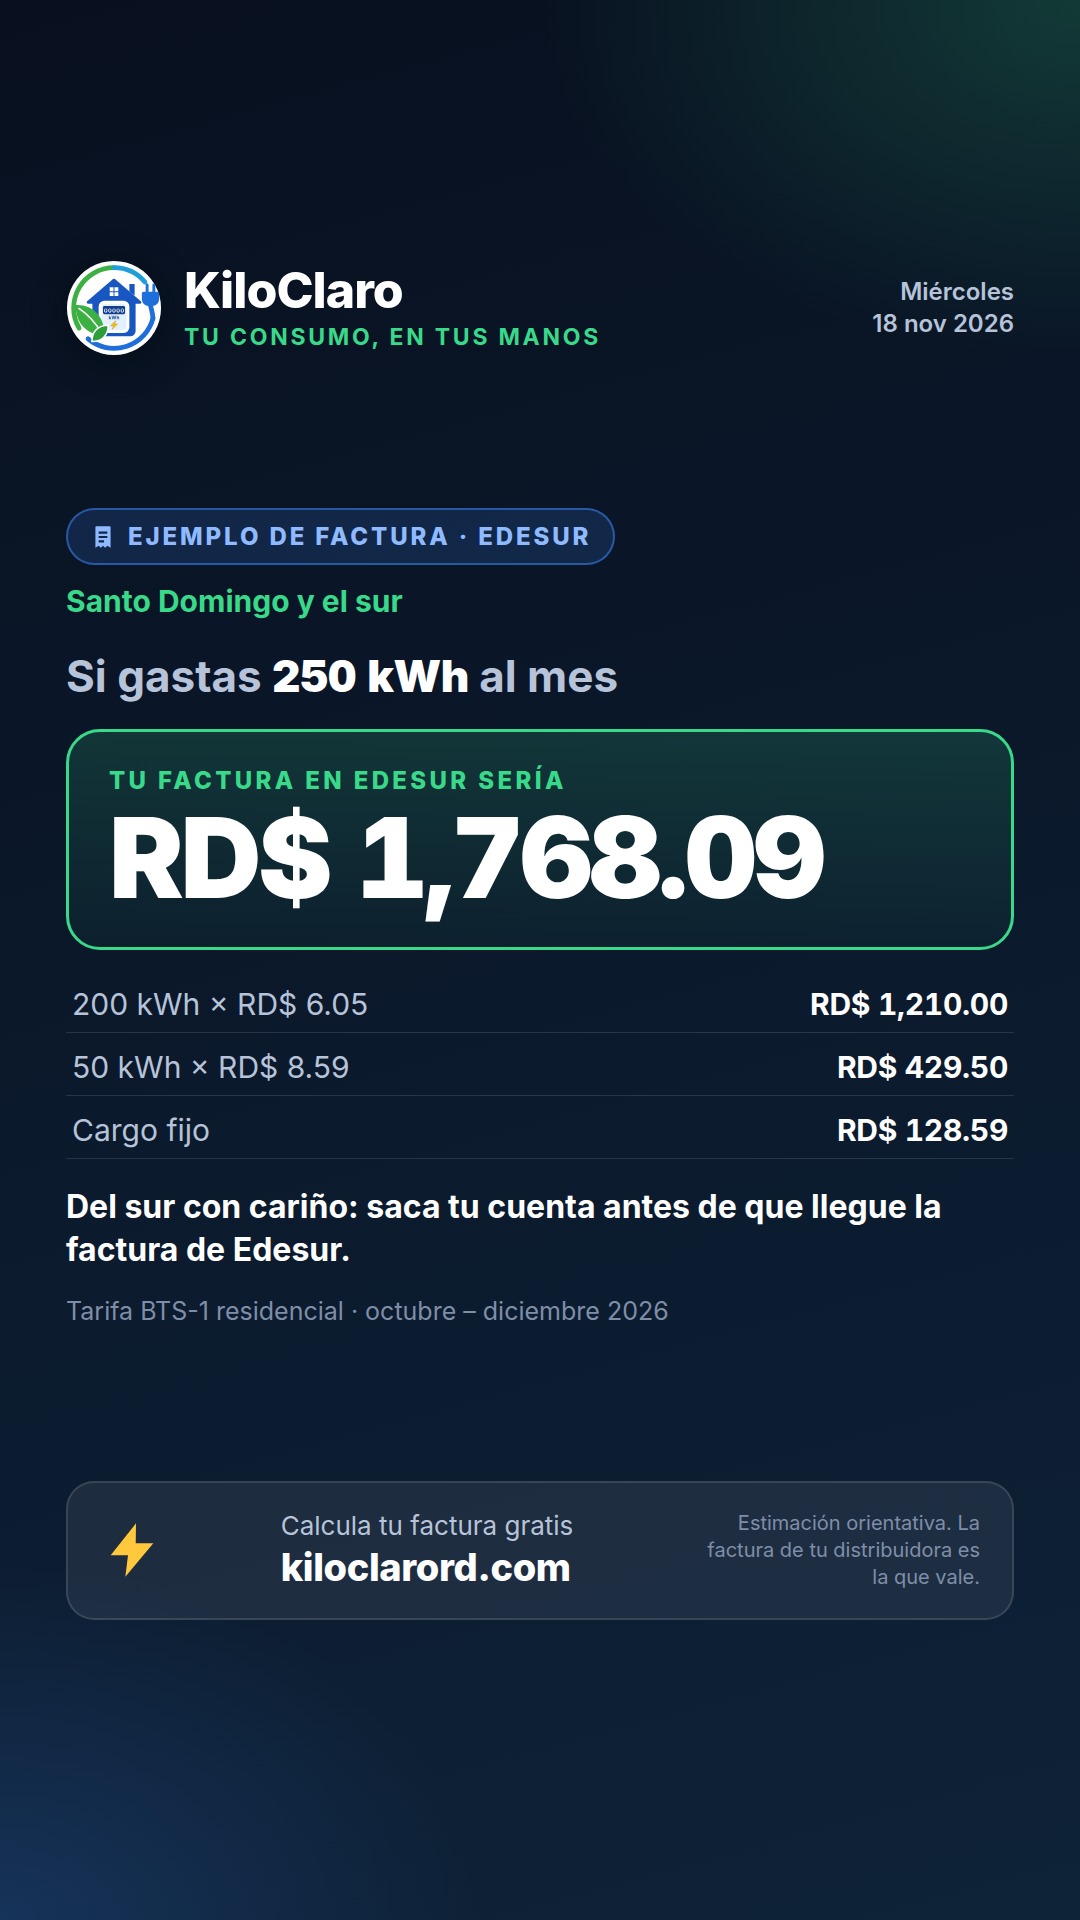 KiloClaro
TU CONSUMO, EN TUS MANOS
Miércoles
18 nov 2026
EJEMPLO DE FACTURA · EDESUR
Santo Domingo y el sur
Si gastas 250 kWh al mes
TU FACTURA EN EDESUR SERÍA
RD$ 1,768.09
200 kWh × RD$ 6.05 RD$ 1,210.00
50 kWh × RD$ 8.59 RD$ 429.50
Cargo fijo RD$ 128.59
Del sur con cariño: saca tu cuenta antes de que llegue la
factura de Edesur.
Tarifa BTS-1 residencial · octubre – diciembre 2026
Calcula tu factura gratis
kiloclarord.com
Estimación orientativa. La
factura de tu distribuidora es
la que vale.